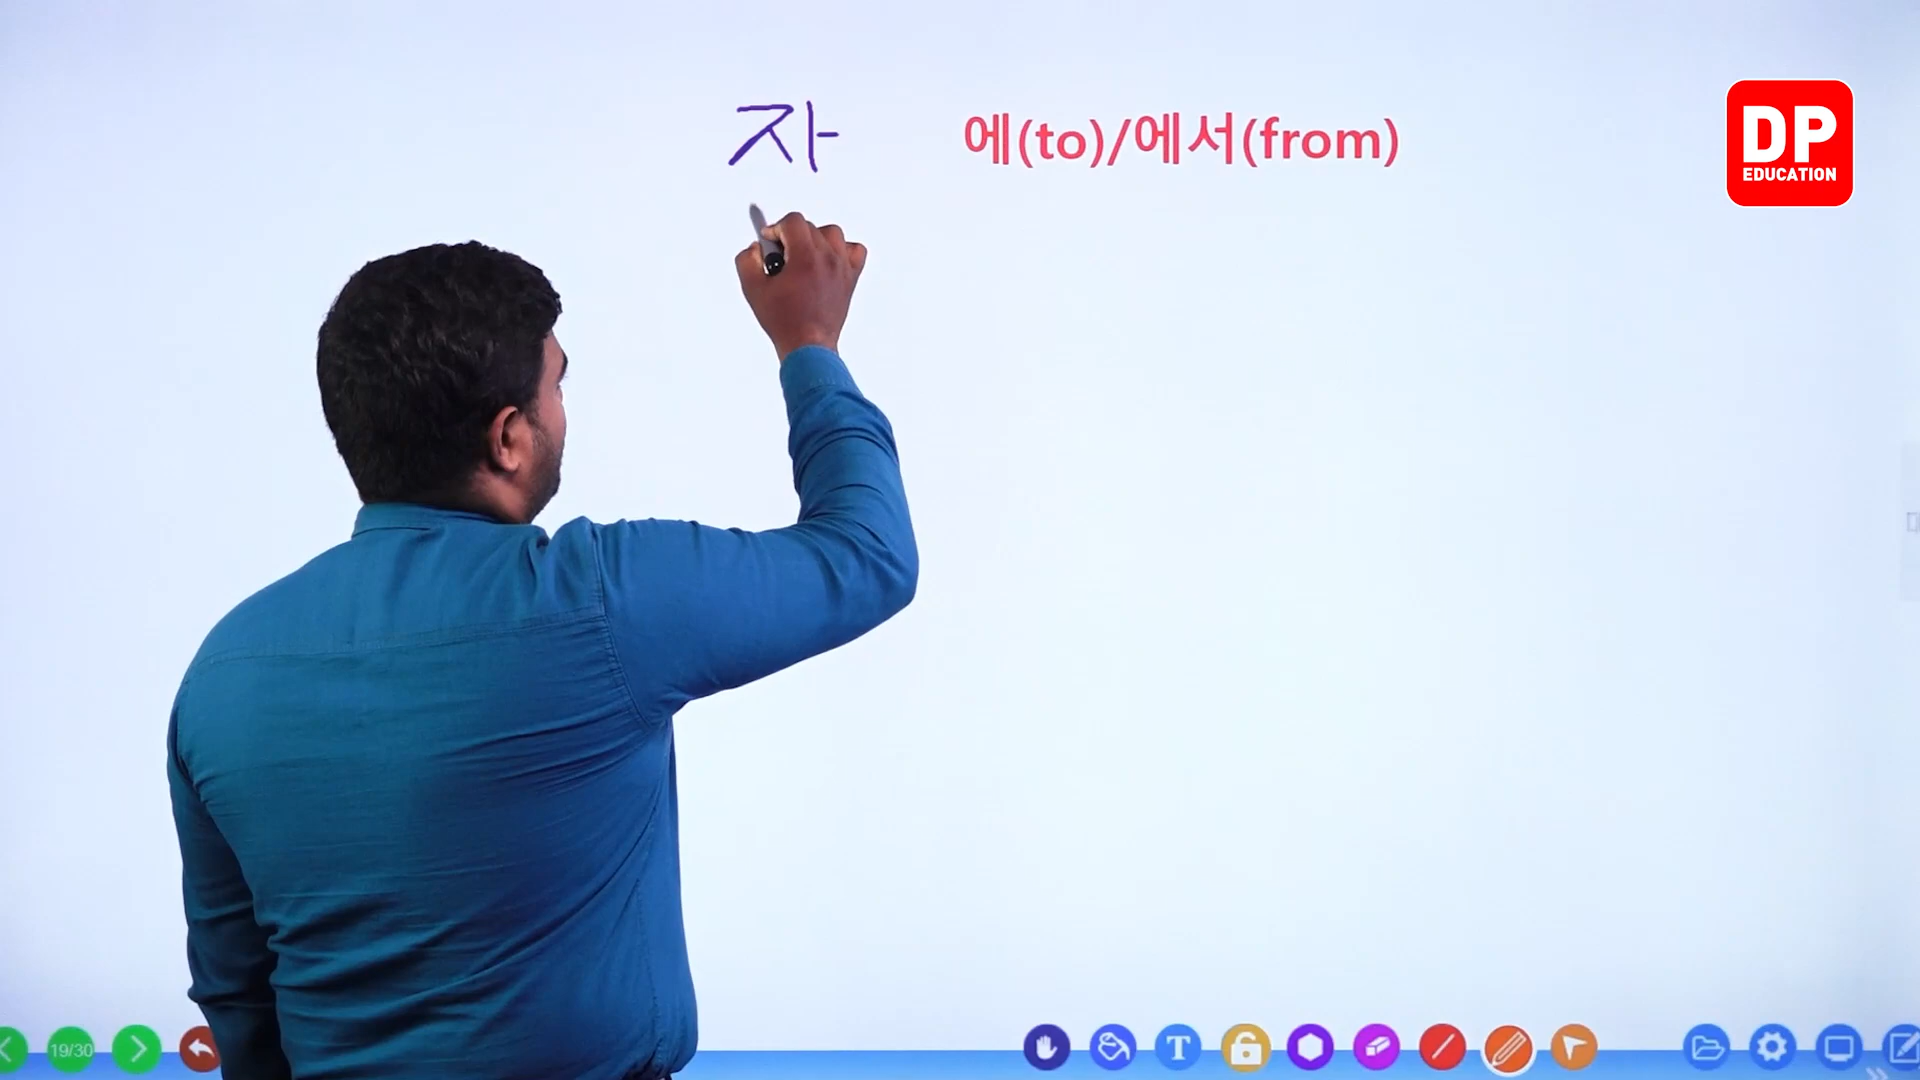 자 에(to)/에서(from)
DP
EDUCATION
19/30
T